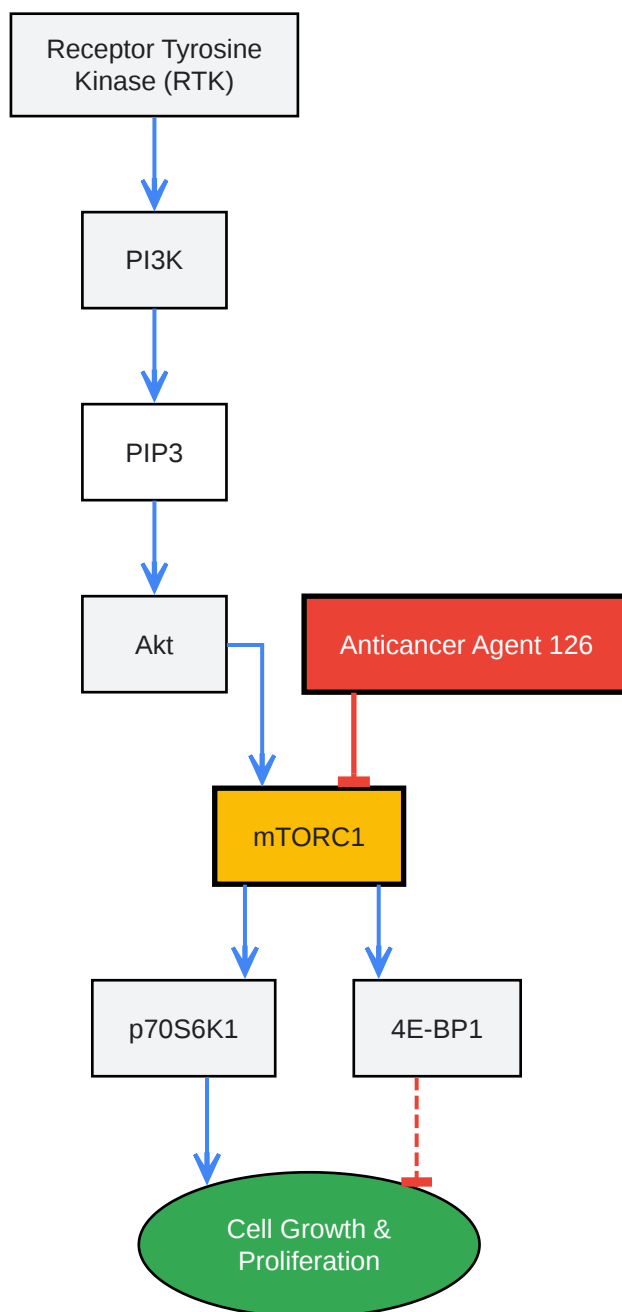 Receptor Tyrosine
Kinase (RTK)
PI3K
PIP3
Akt
Anticancer Agent 126
mTORC1
p70S6K1
4E-BP1
Cell Growth &
Proliferation